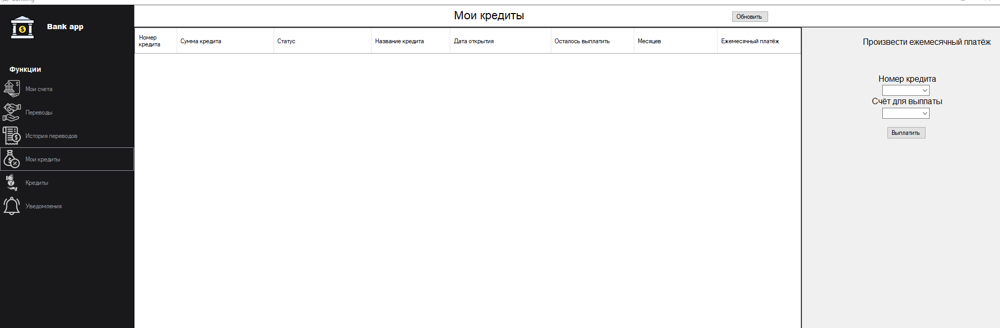 Bank app
Функции
Мои счета
Переводы
История переводов
Мои кредиты
Кредиты
Уведомления
Мои кредиты
Обновить
Номер
кредита
Сумма кредита
Статус
Название кредита
Дата открытия
Осталось выплатить
Месяцев
Ежемесячный платёж
Произвести ежемесячный платёж
Номер кредита
Счёт для выплаты
Выплатить